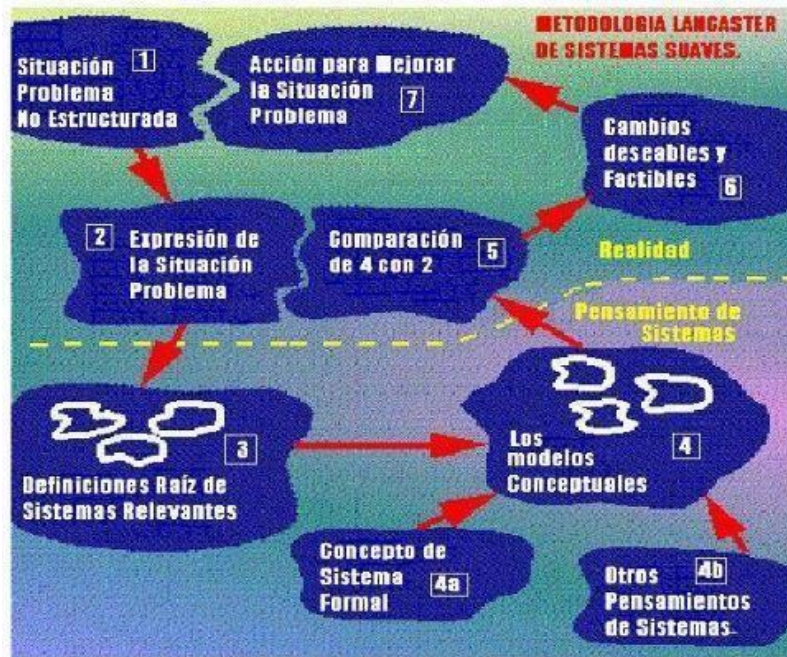 METODOLOGIA LANCASTER
DE SISTEMAS SUAVES.
Situación 1
Problema
No Estructurada
Acción para Mejorar
la Situación
Problema 7
Cambios
deseables y
Factibles 6
2 Expresión de
la Situación
Problema
Comparación
de 4 con 2 5
Realidad
Pensamiento de
Sistemas
3
Definiciones Raíz de
Sistemas Relevantes
Los 4
modelos
Conceptuales
Concepto de
Sistema
Formal 4a
Otros 4b
Pensamientos
de Sistemas